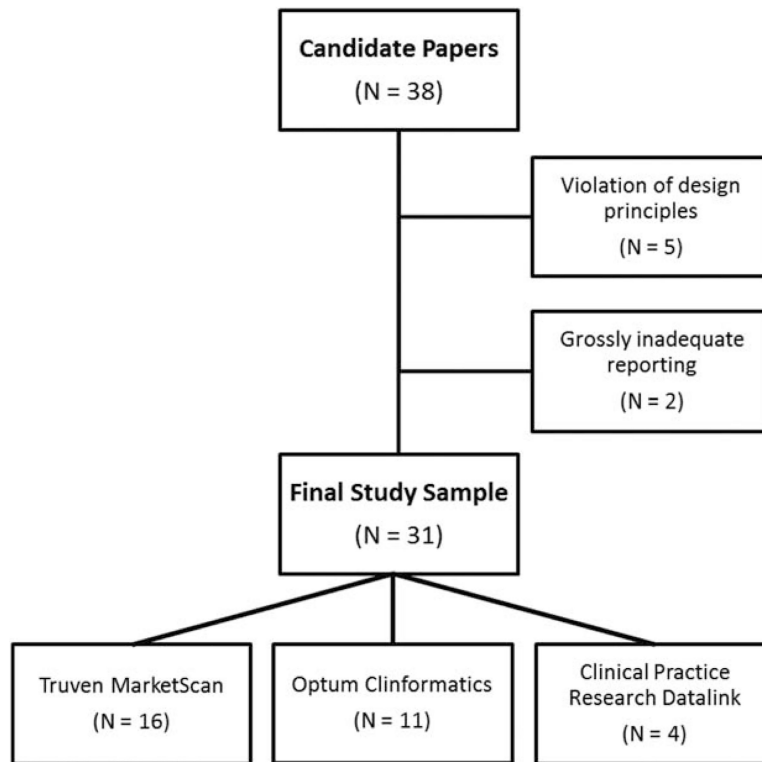 Candidate Papers
(N = 38)
Violation of design
principles
(N = 5)
Grossly inadequate
reporting
(N = 2)
Final Study Sample
(N = 31)
Truven MarketScan
(N = 16)
Optum Clinformatics
(N = 11)
Clinical Practice
Research Datalink
(N = 4)